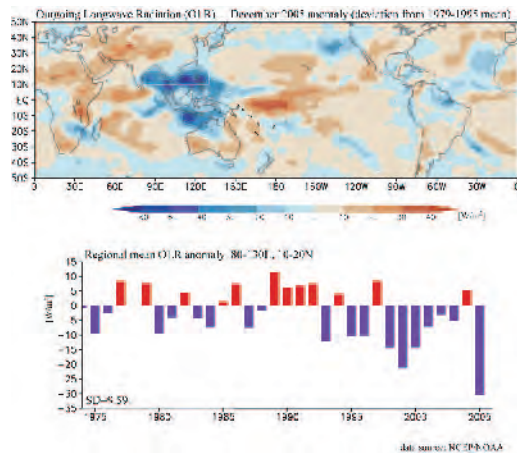 Outgoing Longwave Radiation (OLR) December 2005 anomaly (deviation from 1979-1995 mean)
50N
40N
30N
20N
10N
EQ
10S
20S
30S
40S
50S
0 30E 60E 90E 120E 150E 180 150W 120W 90W 60W 30W 0
[W/m²]
Regional mean OLR anomaly 80-130E, 10-20N
[W/m²]
15
10
5
0
-5
-10
-15
-20
-25
-30
-35
1980 1985 1990 2005
data source: NCEP/NOAA